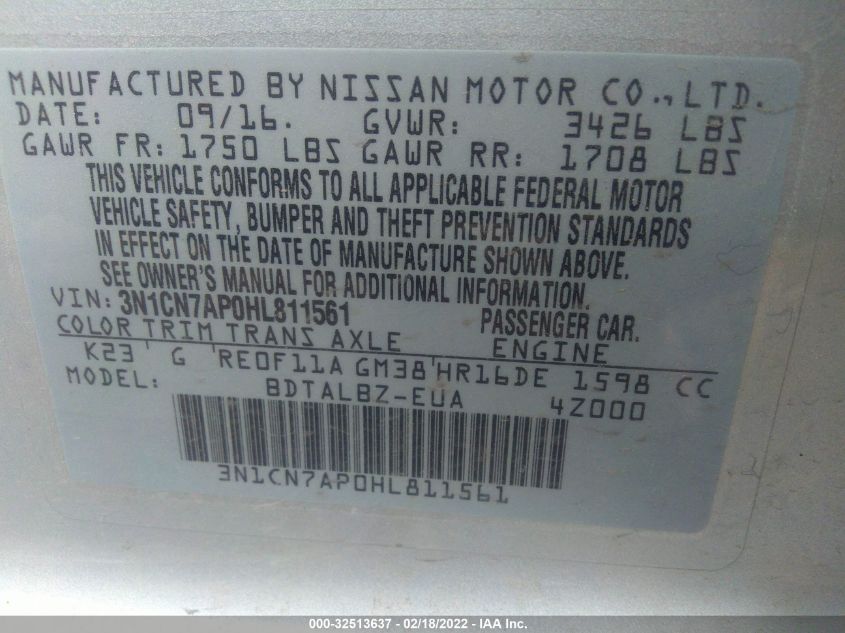 MANUFACTURED BY NISSAN MOTOR CO., LTD.
DATE: 09/16. GVWR: 3426 LBS
GAWR FR: 1750 LBS GAWR RR: 1708 LBS
THIS VEHICLE CONFORMS TO ALL APPLICABLE FEDERAL MOTOR
VEHICLE SAFETY, BUMPER AND THEFT PREVENTION STANDARDS
IN EFFECT ON THE DATE OF MANUFACTURE SHOWN ABOVE.
SEE OWNER'S MANUAL FOR ADDITIONAL INFORMATION.
VIN: 3N1CN7AP0HL811561 PASSENGER CAR.
COLOR TRIM TRANS AXLE ENGINE
K23 ' G ' RE0F11A GM38 ' HR16DE 1598 CC
MODEL: BDTALBZ-EUA 4Z000
3N1CN7AP0HL811561
000-32513637 - 02/18/2022 - IAA Inc.